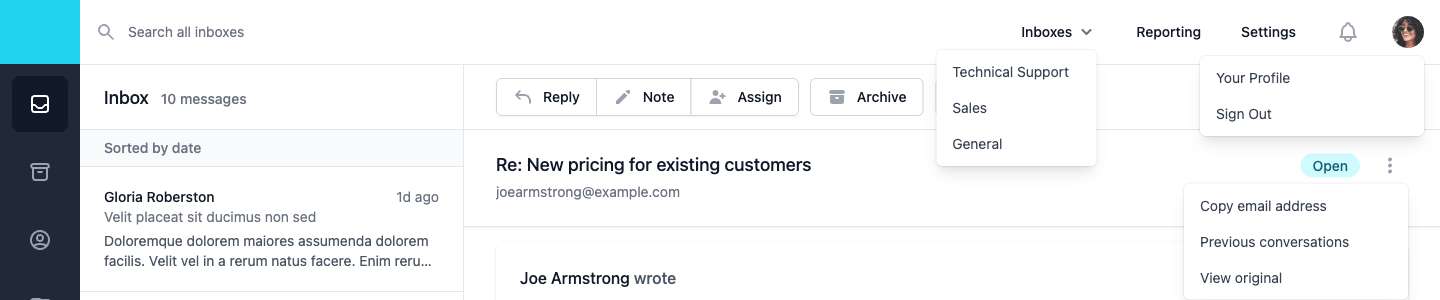 Search all inboxes
Inboxes
Reporting
Settings
Technical Support
Sales
General
Your Profile
Sign Out
Inbox 10 messages
Reply
Note
Assign
Archive
Sorted by date
Re: New pricing for existing customers
Open
joearmstrong@example.com
Gloria Roberston 1d ago
Velit placeat sit ducimus non sed
Doloremque dolorem maiores assumenda dolorem
facilis. Velit vel in a rerum natus facere. Enim reru...
Copy email address
Previous conversations
View original
Joe Armstrong wrote